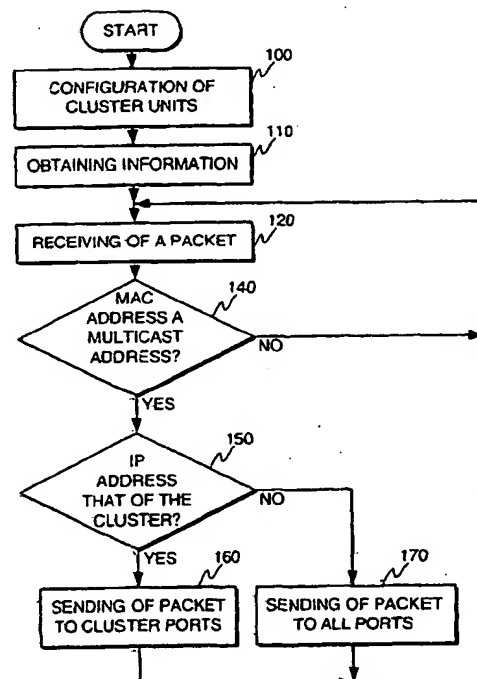 START
100
CONFIGURATION OF
CLUSTER UNITS
110
OBTAINING INFORMATION
120
RECEIVING OF A PACKET
140
MAC
ADDRESS A
MULTICAST
ADDRESS?
NO
YES
150
IP
ADDRESS
THAT OF THE
CLUSTER?
NO
YES
160
SENDING OF PACKET
TO CLUSTER PORTS
170
SENDING OF PACKET
TO ALL PORTS